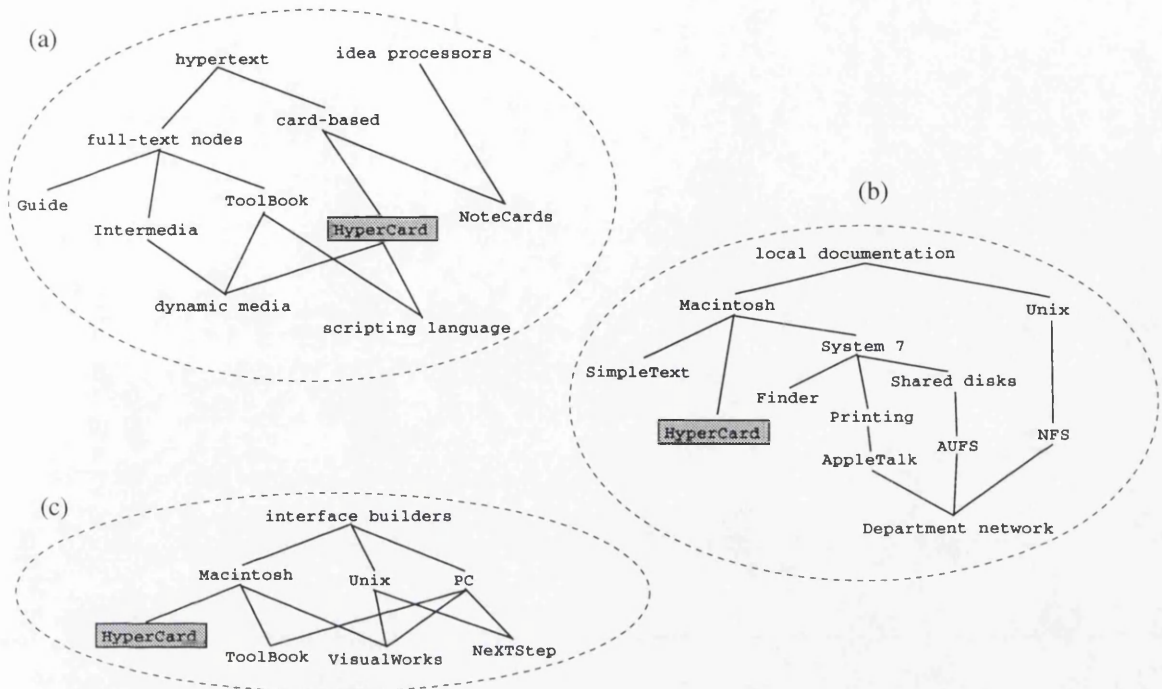 (a)
hypertext
idea processors
card-based
full-text nodes
Guide
ToolBook
NoteCards
Intermedia
HyperCard
dynamic media
scripting language
(b)
local documentation
Macintosh
Unix
System 7
SimpleText
Shared disks
Finder
Printing
HyperCard
AUFS
NFS
AppleTalk
Department network
(c)
interface builders
Macintosh
Unix
PC
HyperCard
ToolBook
VisualWorks
NeXTStep